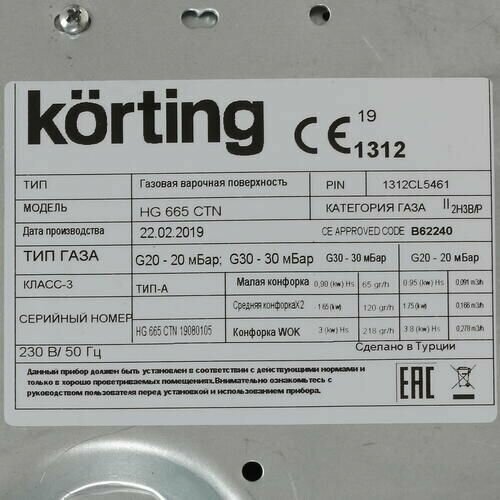 körting CE 19 1312
ТИП Газовая варочная поверхность PIN 1312CL5461
МОДЕЛЬ HG 665 CTN КАТЕГОРИЯ ГАЗА II2H3B/P
Дата производства 22.02.2019 CE APPROVED CODE B62240
ТИП ГАЗА G20 - 20 мБар; G30 - 30 мБар G30 - 30 мБар G20 - 20 мБар
КЛАСС-3 ТИП-А Малая конфорка 0,90 (kw) Hs 65 gr/h 0.95 (kw) Hs 0,091 m3/h
СЕРИЙНЫЙ НОМЕР Средняя конфоркаX2 1.65 (kw) 120 gr/h 1.75 (kw) 0,166 m3/h
HG 665 CTN 19080105 Конфорка WOK 3 (kw) Hs 218 gr/h 3.8 (kw) Hs 0,278 m3/h
230 В/ 50 Гц Сделано в Турции
Данный прибор должен быть установлен в соответствии с действующими нормами и
только в хорошо проветриваемых помещениях.Внимательно ознакомьтесь с
руководством пользователя перед установкой и использованием прибора.
EAC